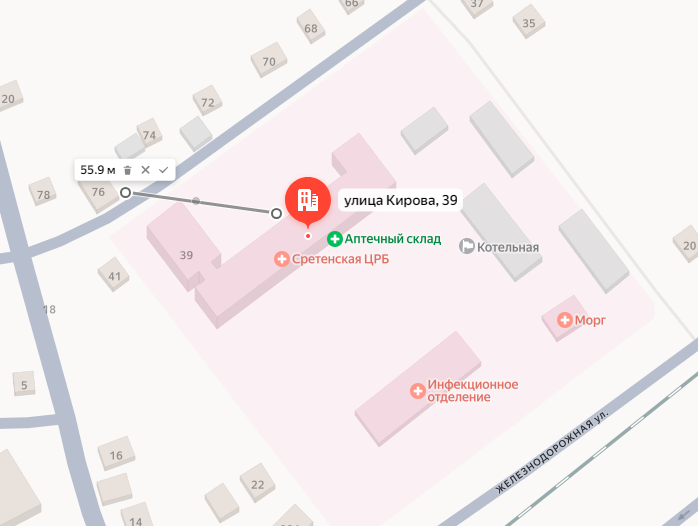 66
37
68
35
70
20
72
74
55.9 м
78
76
улица Кирова, 39
Аптечный склад
Котельная
20
39
Сретенская ЦРБ
41
18
Морг
5
Инфекционное
отделение
ЖЕЛЕЗНОДОРОЖНАЯ УЛ.
16
22
14